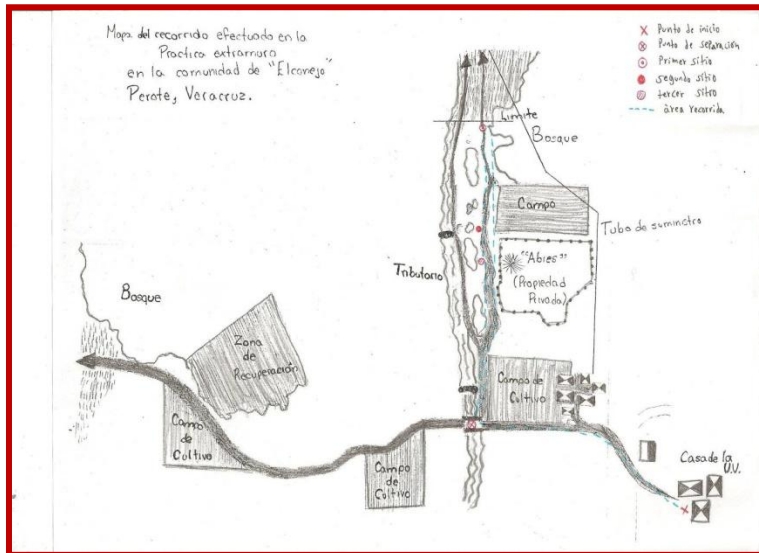 Mapa del recorrido efectuado en la
Practica extramuro
en la comunidad de "El conejo"
Perote, Veracruz.
Punto de inicio
Punto de separación
Primer sitio
segundo sitio
tercer sitio
área recorrida
Limite
Bosque
Campo
Tubo de suministro
"Abies"
(Propiedad
Privada)
Tributario
Bosque
Zona
de
Recuperación
Campo de
Cultivo
Campo
de
Cultivo
Campo
de
Cultivo
Casa de la
U.V.